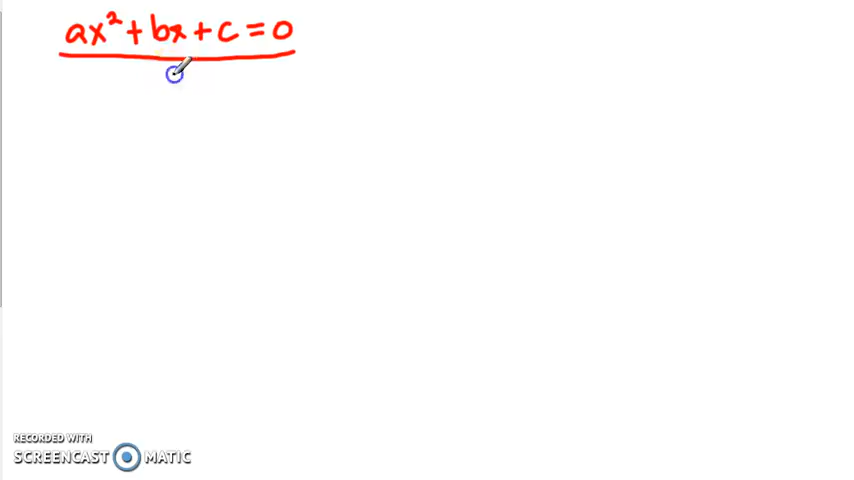 ax² + bx + c = 0
RECORDED WITH
SCREENCAST MATIC